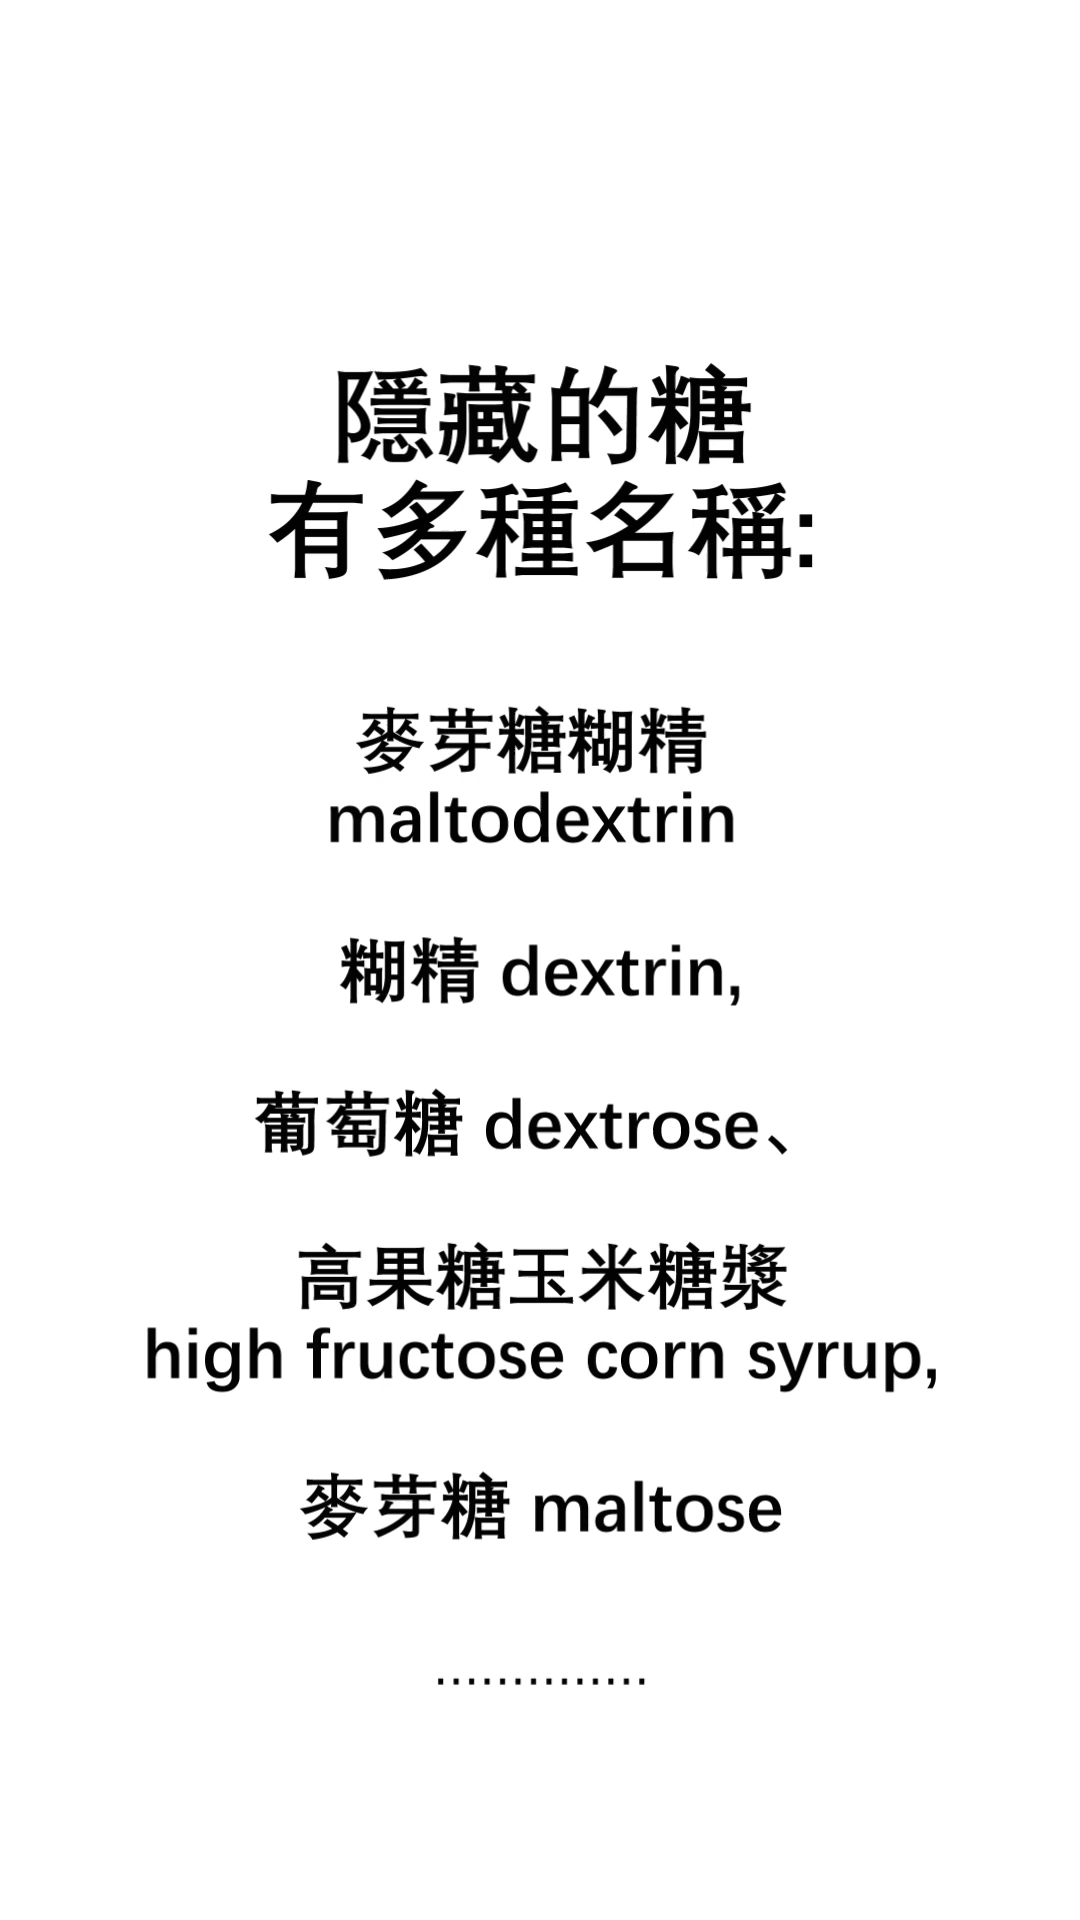 隱藏的糖
有多種名稱:
麥芽糖糊精
maltodextrin
糊精 dextrin,
葡萄糖 dextrose、
高果糖玉米糖漿
high fructose corn syrup,
麥芽糖 maltose
..............